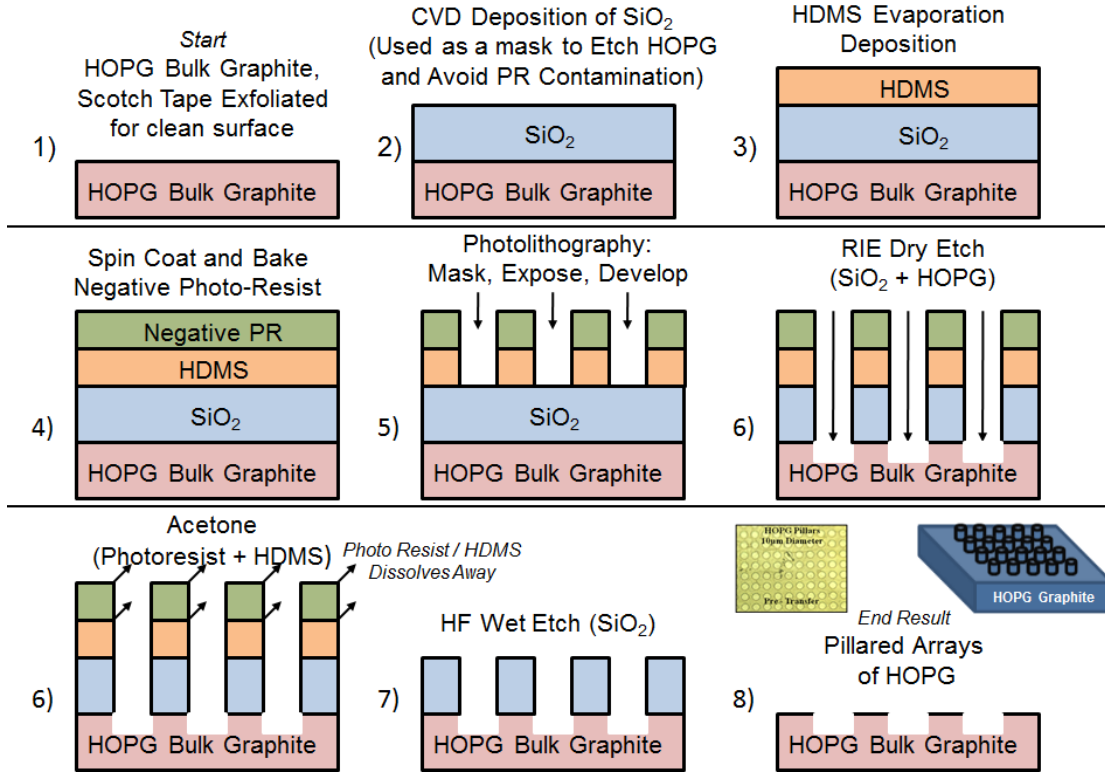 Start
HOPG Bulk Graphite,
Scotch Tape Exfoliated
for clean surface
1)
HOPG Bulk Graphite
CVD Deposition of SiO₂
(Used as a mask to Etch HOPG
and Avoid PR Contamination)
2)
SiO₂
HOPG Bulk Graphite
HDMS Evaporation
Deposition
3)
HDMS
SiO₂
HOPG Bulk Graphite
Spin Coat and Bake
Negative Photo-Resist
Negative PR
HDMS
4)
SiO₂
HOPG Bulk Graphite
Photolithography:
Mask, Expose, Develop
5)
SiO₂
HOPG Bulk Graphite
RIE Dry Etch
(SiO₂ + HOPG)
6)
HOPG Bulk Graphite
Acetone
(Photoresist + HDMS)
Photo Resist / HDMS
Dissolves Away
6)
HOPG Bulk Graphite
HF Wet Etch (SiO₂)
7)
HOPG Bulk Graphite
HOPG Pillars
10μm Diameter
Pre - Transfer
HOPG Graphite
End Result
Pillared Arrays
of HOPG
8)
HOPG Bulk Graphite